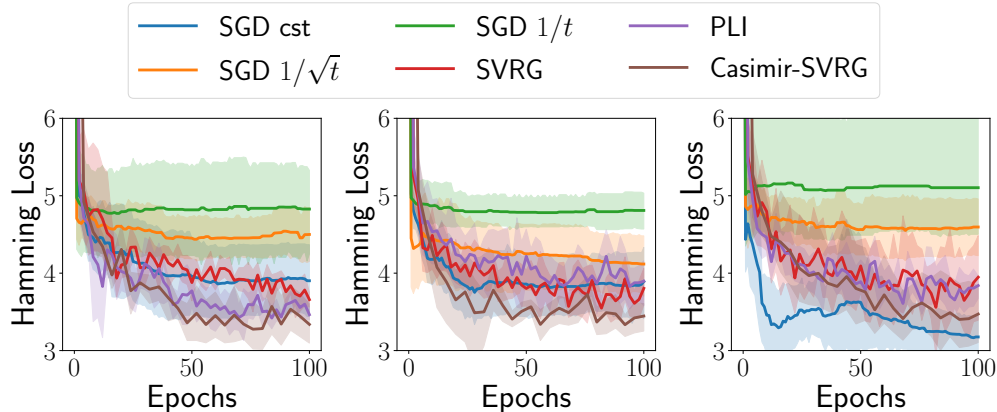 SGD cst
SGD 1/t
PLI
SGD 1/√t
SVRG
Casimir-SVRG
Hamming Loss
6
5
4
3
0
50
100
Epochs
Hamming Loss
6
5
4
3
0
50
100
Epochs
Hamming Loss
6
5
4
3
0
50
100
Epochs